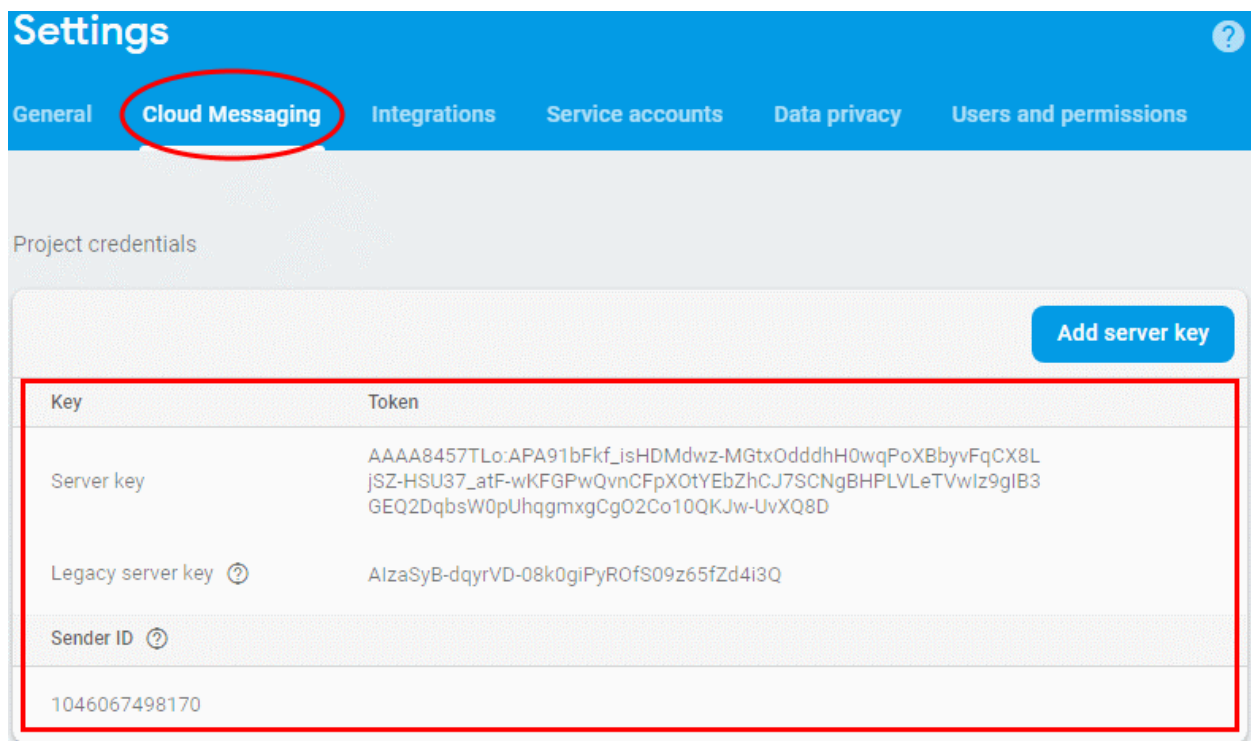 Settings
General Cloud Messaging Integrations Service accounts Data privacy Users and permissions
Project credentials
Add server key
Key Token
Server key
AAAA8457TLo:APA91bFkf_isHDMdwz-MGtxOdddhH0wqPoXBbyvFqCX8L
jSZ-HSU37_atF-wKFGPwQvnCFpXOtYEbZhCJ7SCNgBHPLVLeTVwIz9gIB3
GEQ2DqbsW0pUhqgmxgCgO2Co10QKJw-UvXQ8D
Legacy server key AIzaSyB-dqyrVD-08k0giPyROfS09z65fZd4i3Q
Sender ID
1046067498170